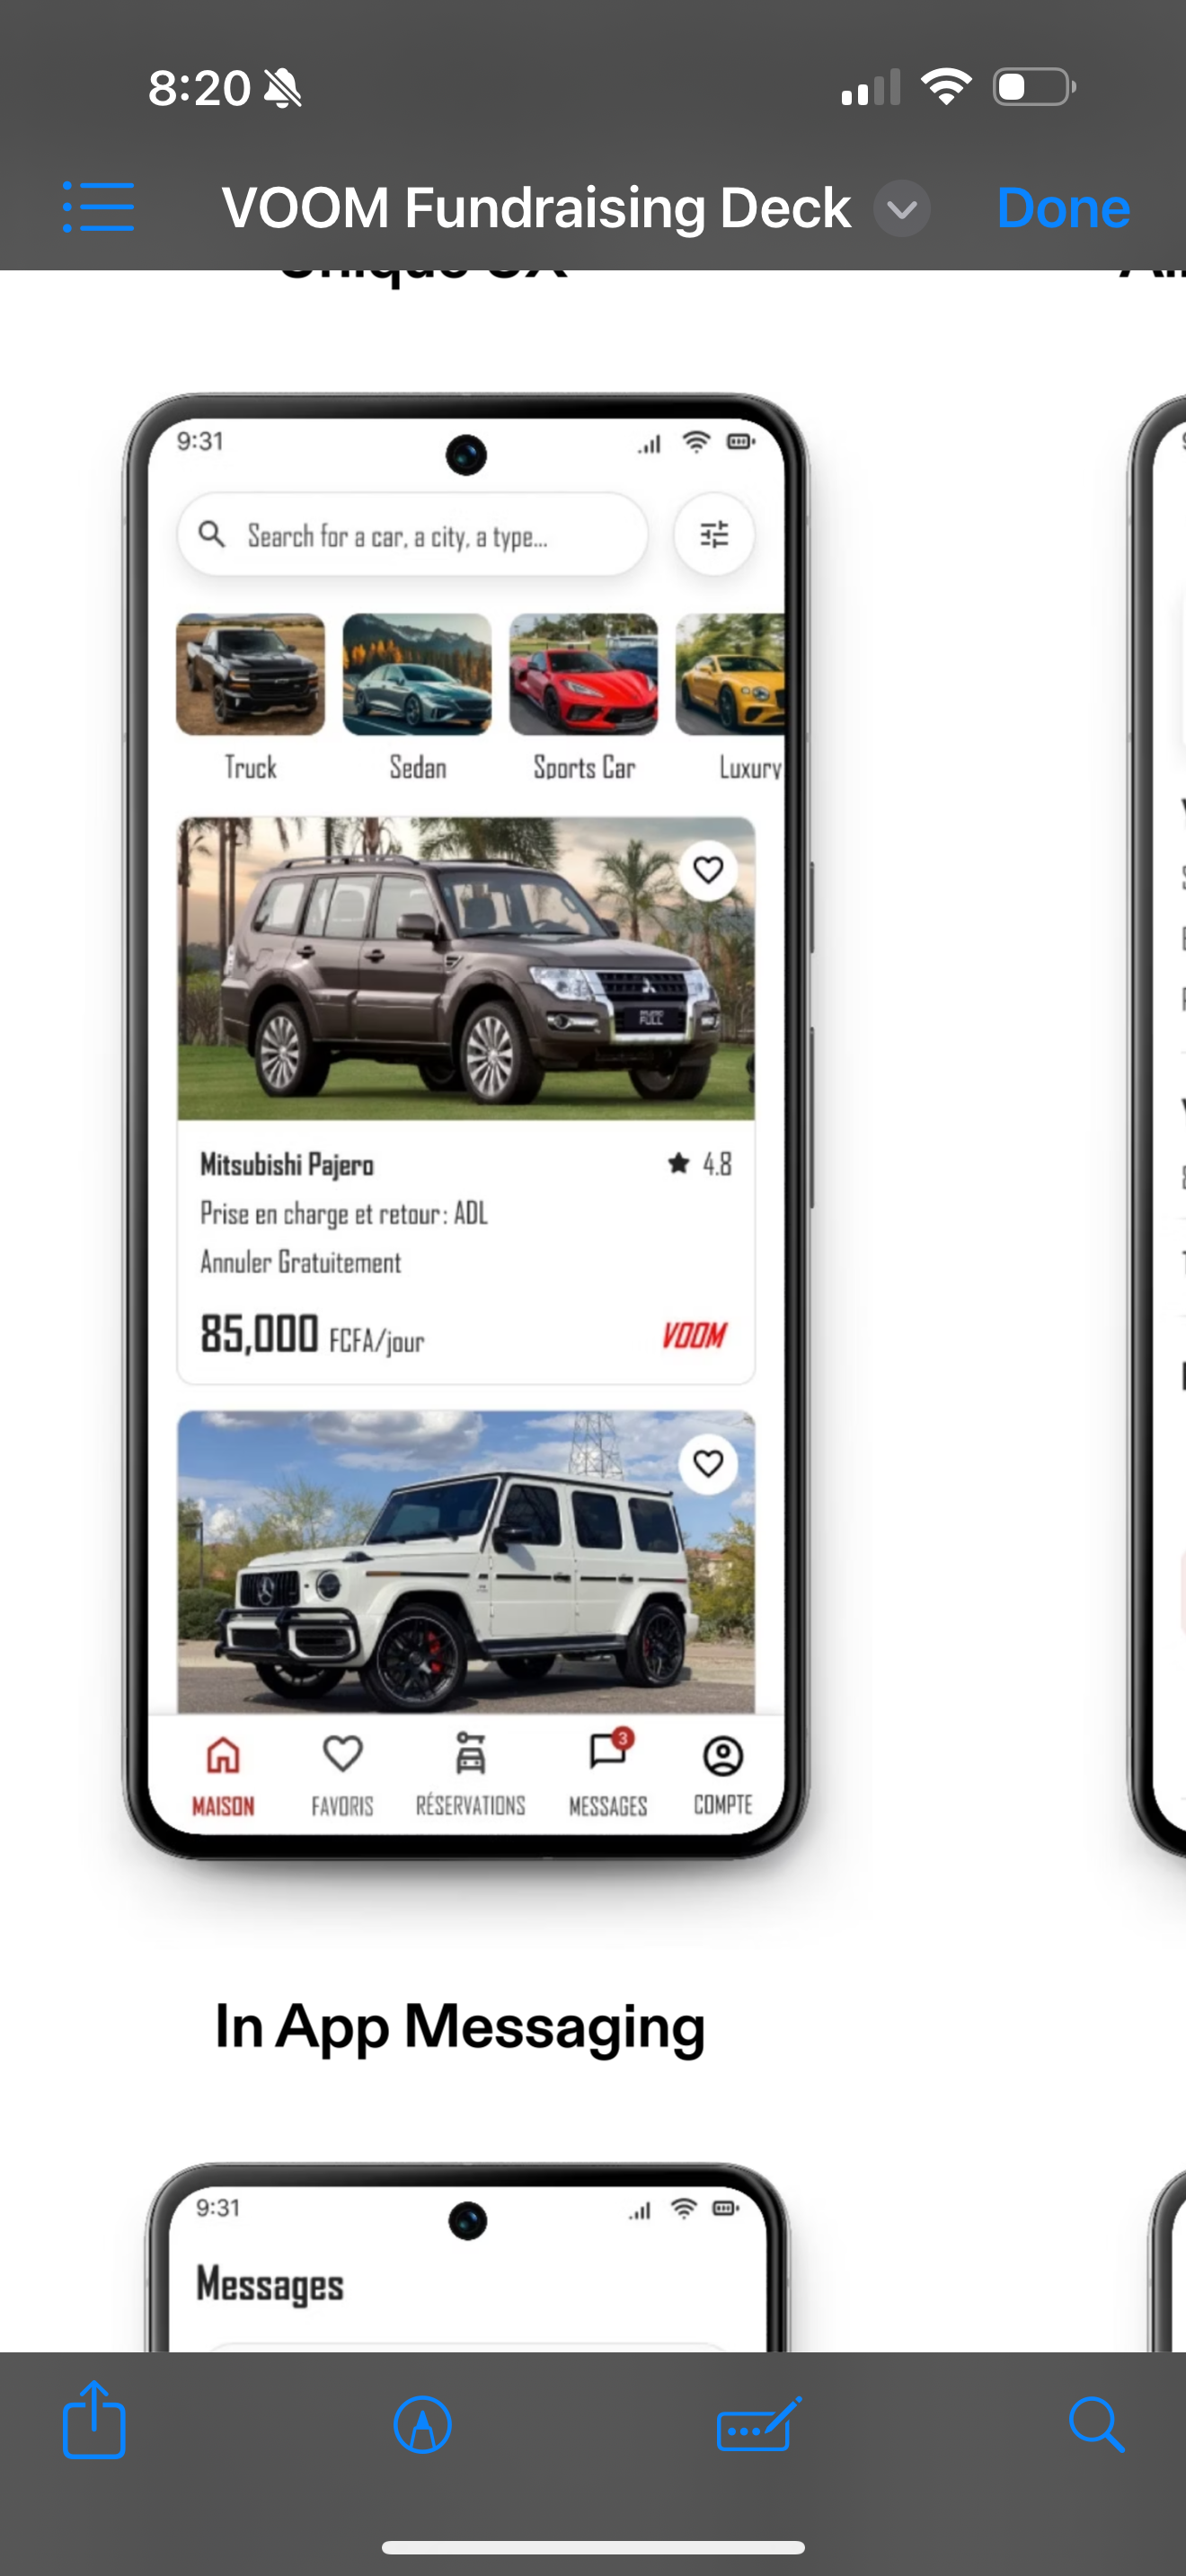 8:20
VOOM Fundraising Deck
Done
Unique UX
9:31
Search for a car, a city, a type...
Truck
Sedan
Sports Car
Luxury
Mitsubishi Pajero
4.8
Prise en charge et retour: ADL
Annuler Gratuitement
85,000 FCFA/jour
VOOM
3
MAISON
FAVORIS
RÉSERVATIONS
MESSAGES
COMPTE
In App Messaging
9:31
Messages